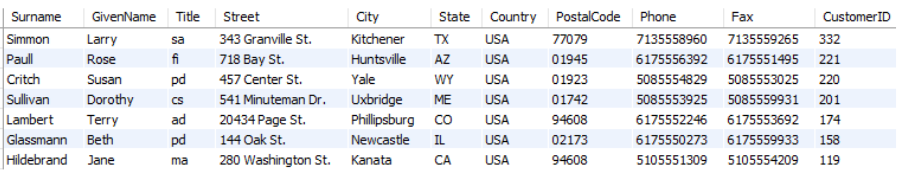 Surname GivenName Title Street City State Country PostalCode Phone Fax CustomerID
Simmon Larry sa 343 Granville St. Kitchener TX USA 77079 7135558960 7135559265 332
Paull Rose fi 718 Bay St. Huntsville AZ USA 01945 6175556392 6175551495 221
Critch Susan pd 457 Center St. Yale WY USA 01923 5085554829 5085553025 220
Sullivan Dorothy cs 541 Minuteman Dr. Uxbridge ME USA 01742 5085553925 5085559931 201
Lambert Terry ad 20434 Page St. Phillipsburg CO USA 94608 6175552246 6175553692 174
Glassmann Beth pd 144 Oak St. Newcastle IL USA 02173 6175550273 6175559933 158
Hildebrand Jane ma 280 Washington St. Kanata CA USA 94608 5105551309 5105554209 119